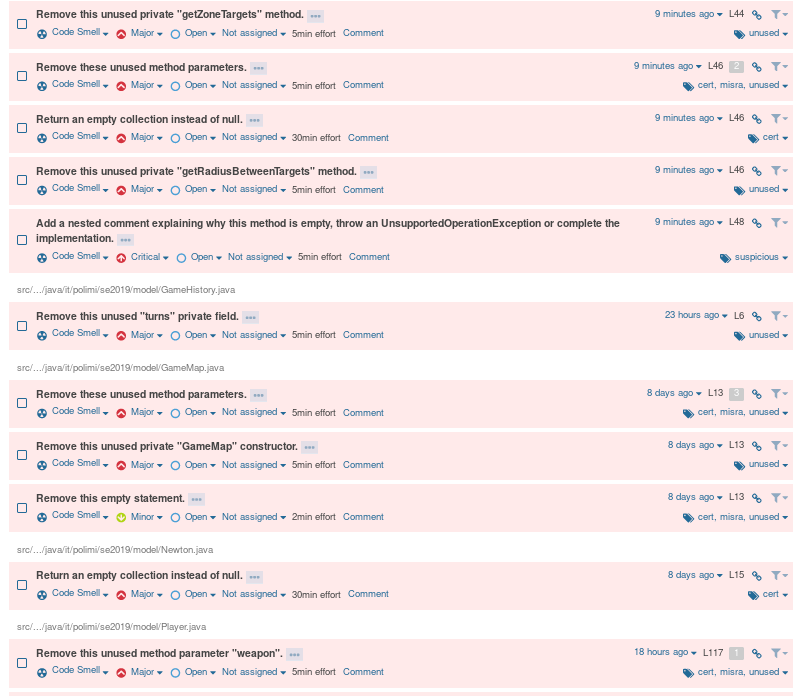 Remove this unused private "getZoneTargets" method. 9 minutes ago L44
Code Smell Major Open Not assigned 5min effort Comment unused
Remove these unused method parameters. 9 minutes ago L46 2
Code Smell Major Open Not assigned 5min effort Comment cert, misra, unused
Return an empty collection instead of null. 9 minutes ago L46
Code Smell Major Open Not assigned 30min effort Comment cert
Remove this unused private "getRadiusBetweenTargets" method. 9 minutes ago L46
Code Smell Major Open Not assigned 5min effort Comment unused
Add a nested comment explaining why this method is empty, throw an UnsupportedOperationException or complete the 9 minutes ago L48
implementation.
Code Smell Critical Open Not assigned 5min effort Comment suspicious
src/.../java/it/polimi/se2019/model/GameHistory.java
Remove this unused "turns" private field. 23 hours ago L6
Code Smell Major Open Not assigned 5min effort Comment unused
src/.../java/it/polimi/se2019/model/GameMap.java
Remove these unused method parameters. 8 days ago L13 3
Code Smell Major Open Not assigned 5min effort Comment cert, misra, unused
Remove this unused private "GameMap" constructor. 8 days ago L13
Code Smell Major Open Not assigned 5min effort Comment unused
Remove this empty statement. 8 days ago L13
Code Smell Minor Open Not assigned 2min effort Comment cert, misra, unused
src/.../java/it/polimi/se2019/model/Newton.java
Return an empty collection instead of null. 8 days ago L15
Code Smell Major Open Not assigned 30min effort Comment cert
src/.../java/it/polimi/se2019/model/Player.java
Remove this unused method parameter "weapon". 18 hours ago L117 1
Code Smell Major Open Not assigned 5min effort Comment cert, misra, unused